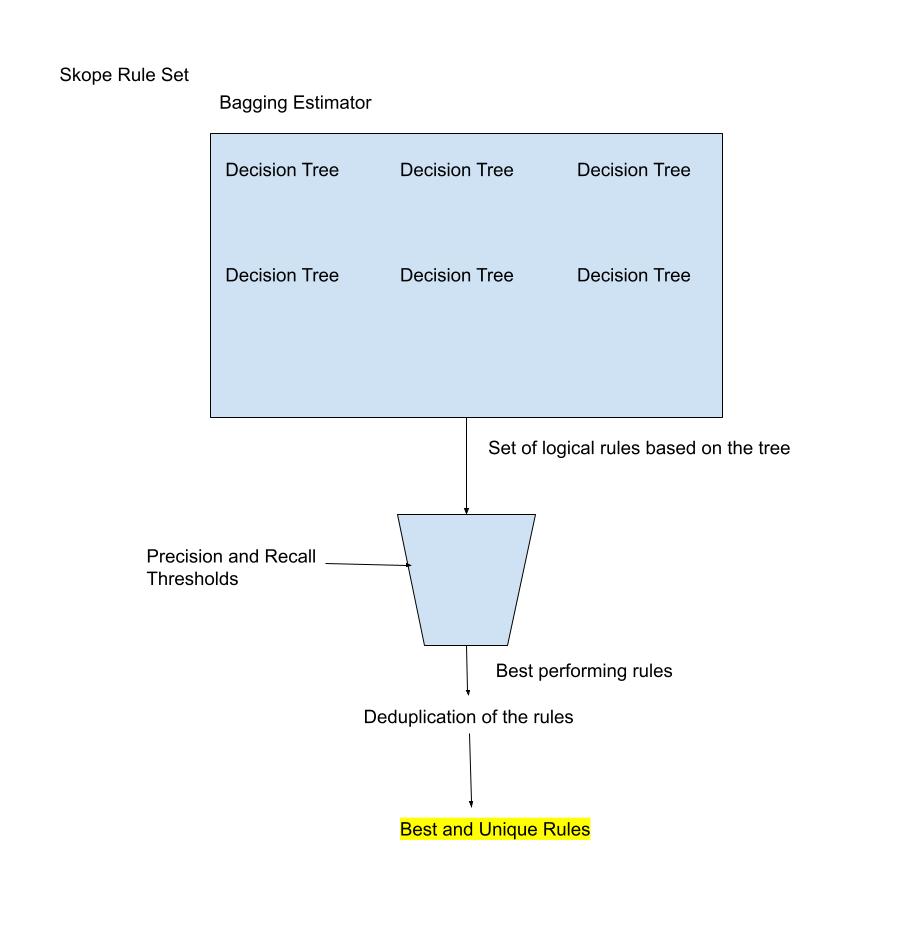 Skope Rule Set
Bagging Estimator
Decision Tree Decision Tree Decision Tree
Decision Tree Decision Tree Decision Tree
Set of logical rules based on the tree
Precision and Recall
Thresholds
Best performing rules
Deduplication of the rules
Best and Unique Rules